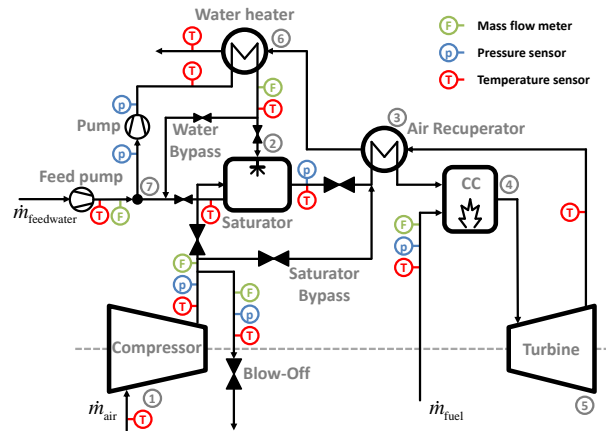 Water heater
T
6
F Mass flow meter
p Pressure sensor
T Temperature sensor
T
F
T
p
Pump
p
Water
Bypass
2
3
Air Recuperator
Feed pump
7
p
T
CC
4
ṁfeedwater
T
F
T
Saturator
F
p
T
T
F
p
T
Saturator
Bypass
F
p
T
Compressor
Turbine
Blow-Off
1
5
ṁair
T
ṁfuel